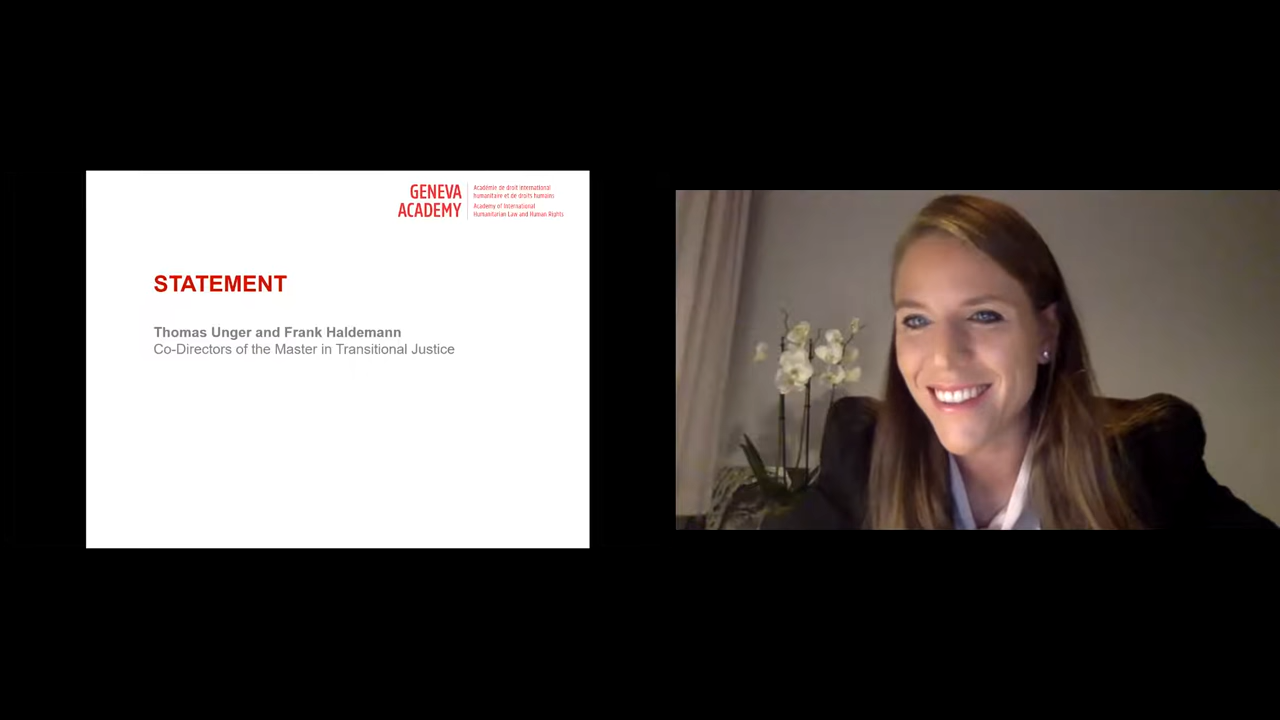 GENEVA
ACADEMY
Académie de droit international
humanitaire et de droits humains
Academy of International
Humanitarian Law and Human Rights
STATEMENT
Thomas Unger and Frank Haldemann
Co-Directors of the Master in Transitional Justice